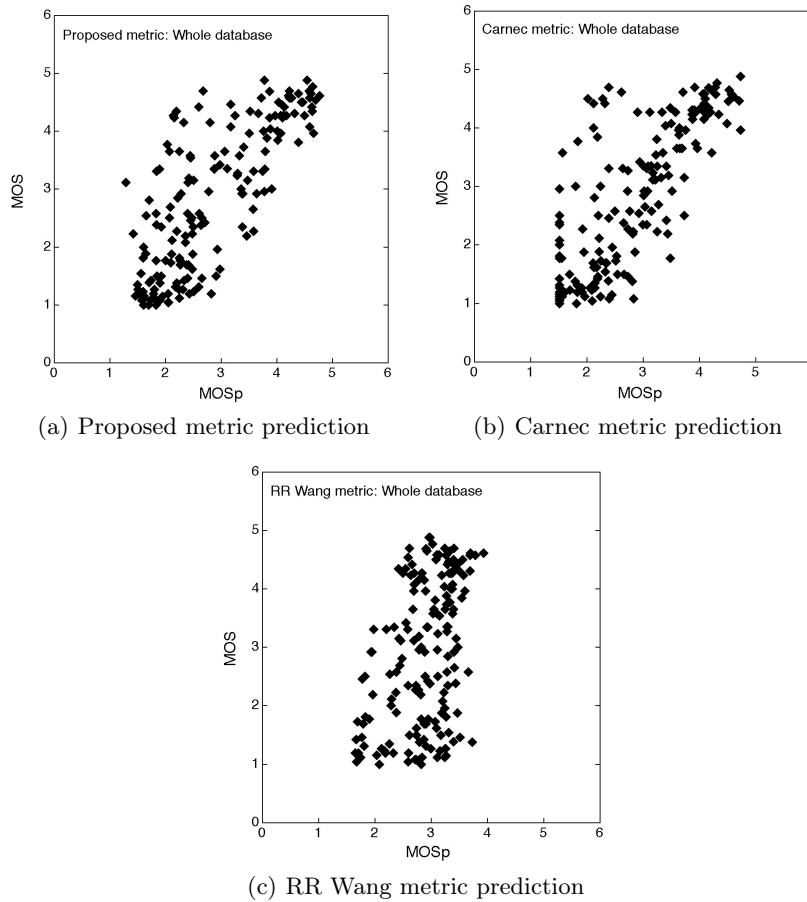 Proposed metric: Whole database
6
5
4
3
2
1
0
MOS
0 1 2 3 4 5 6
MOSp
(a) Proposed metric prediction
Carnec metric: Whole database
6
5
4
3
2
1
0
MOS
0 1 2 3 4 5
MOSp
(b) Carnec metric prediction
RR Wang metric: Whole database
6
5
4
3
2
1
0
MOS
0 1 2 3 4 5 6
MOSp
(c) RR Wang metric prediction